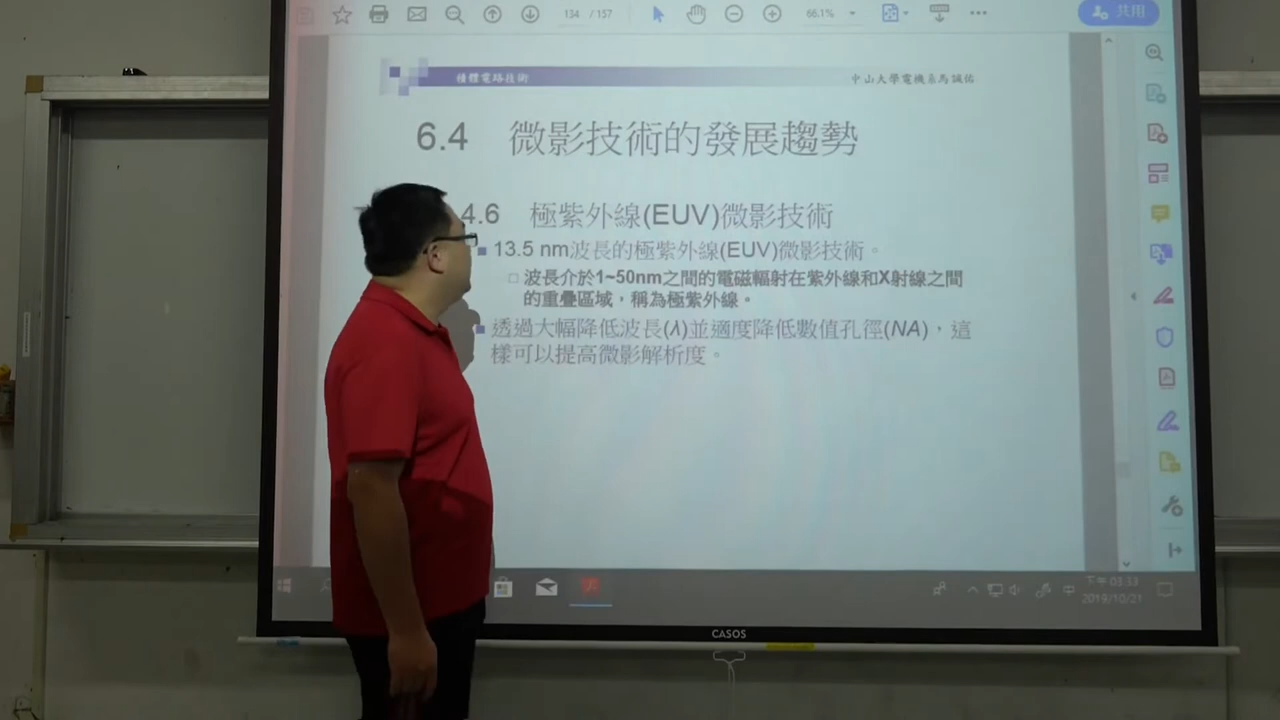 134 / 157
66.1%
共用
積體電路技術
中山大學電機系馬誠佑
6.4 微影技術的發展趨勢
4.6 極紫外線(EUV)微影技術
13.5 nm波長的極紫外線(EUV)微影技術。
波長介於1~50nm之間的電磁輻射在紫外線和X射線之間
的重疊區域，稱為極紫外線。
透過大幅降低波長(λ)並適度降低數值孔徑(NA)，這
樣可以提高微影解析度。
中
下午 03:33
2019/10/21
CASOS